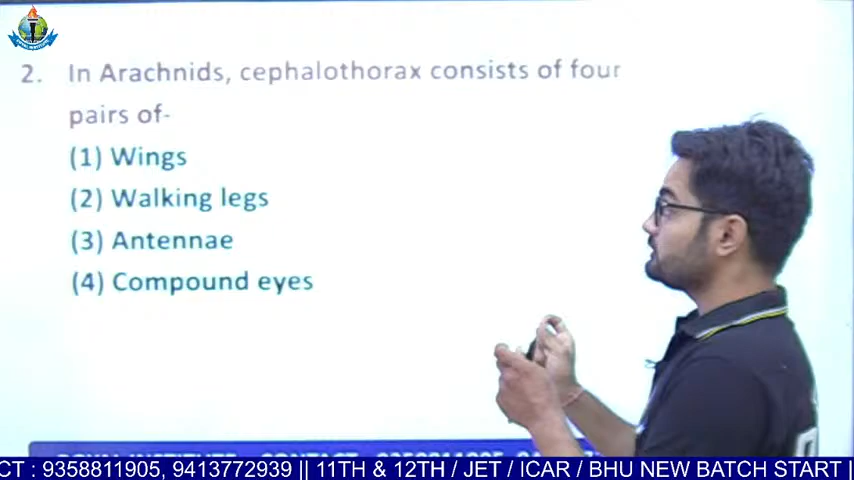 2. In Arachnids, cephalothorax consists of four
pairs of-
(1) Wings
(2) Walking legs
(3) Antennae
(4) Compound eyes
CT : 9358811905, 9413772939 || 11TH & 12TH / JET / ICAR / BHU NEW BATCH START ||